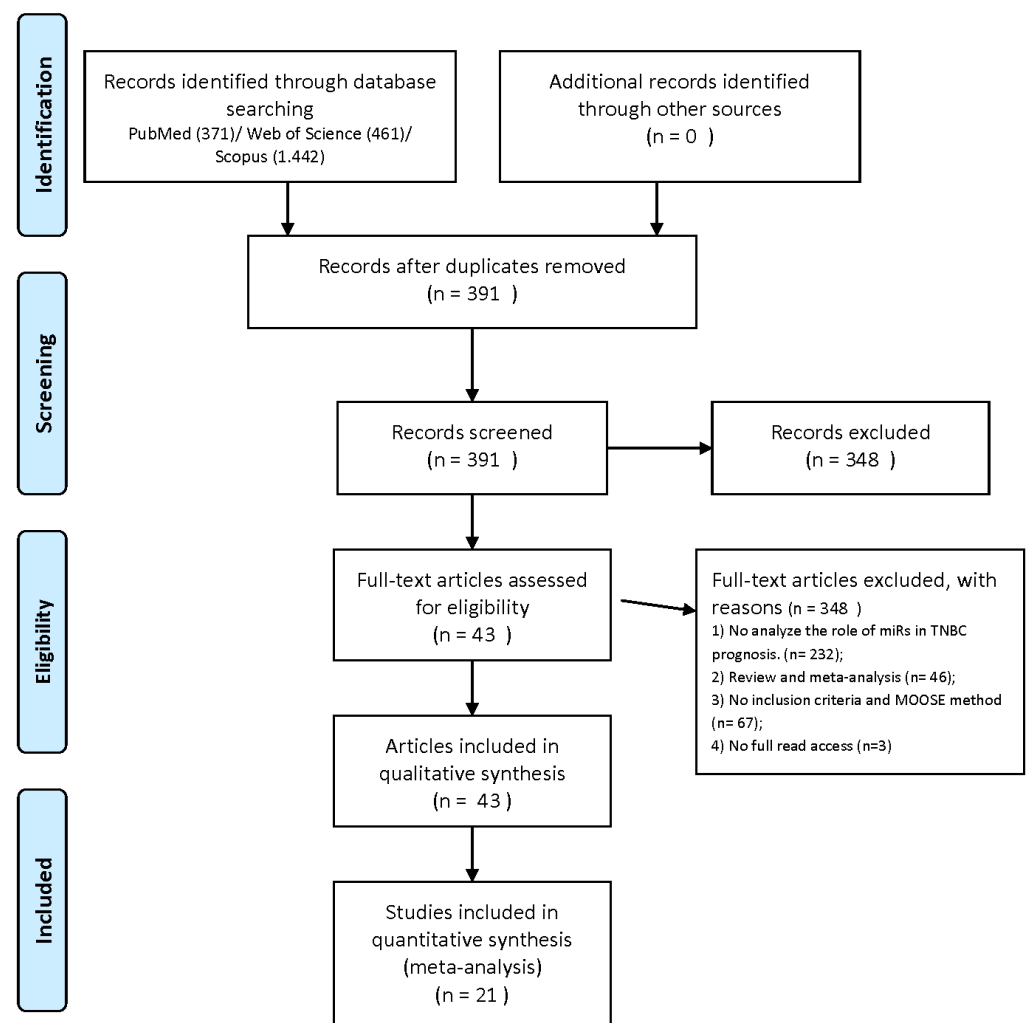 Identification
Records identified through database
searching
PubMed (371)/ Web of Science (461)/
Scopus (1.442)
Additional records identified
through other sources
(n = 0 )
Records after duplicates removed
(n = 391 )
Screening
Records screened
(n = 391 )
Records excluded
(n = 348 )
Eligibility
Full-text articles assessed
for eligibility
(n = 43 )
Full-text articles excluded, with
reasons (n = 348 )
1) No analyze the role of miRs in TNBC
prognosis. (n= 232);
2) Review and meta-analysis (n= 46);
3) No inclusion criteria and MOOSE method
(n= 67);
4) No full read access (n=3)
Articles included in
qualitative synthesis
(n = 43 )
Included
Studies included in
quantitative synthesis
(meta-analysis)
(n = 21 )